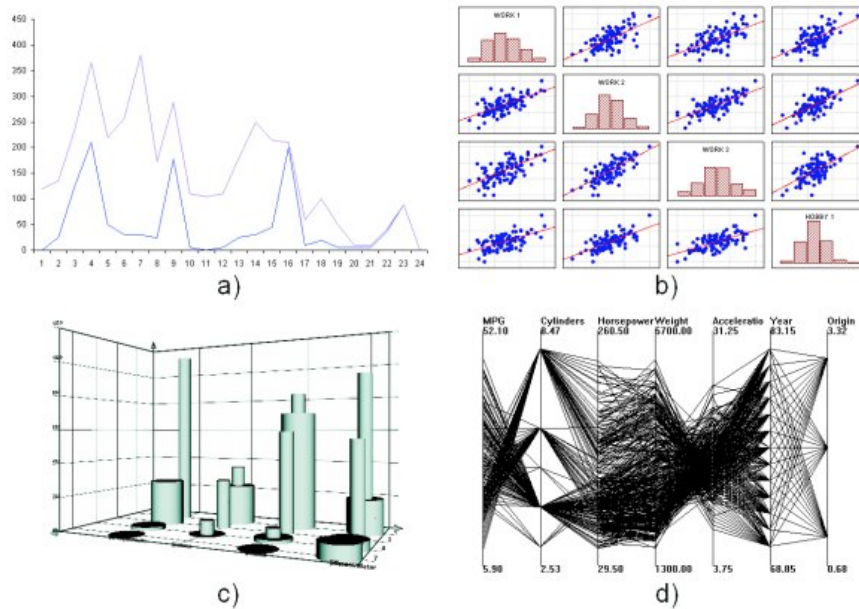 450
400
350
300
250
200
150
100
50
0
1 2 3 4 5 6 7 8 9 10 11 12 13 14 15 16 17 18 19 20 21 22 23 24
a)
WORK 1
WORK 2
WORK 3
HOBBY 1
b)
c)
MPG Cylinders Horsepower Weight Acceleratio Year Origin
52.10 8.47 260.50 5700.00 31.25 83.15 3.32
5.90 2.53 29.50 1300.00 3.75 68.85 0.68
d)